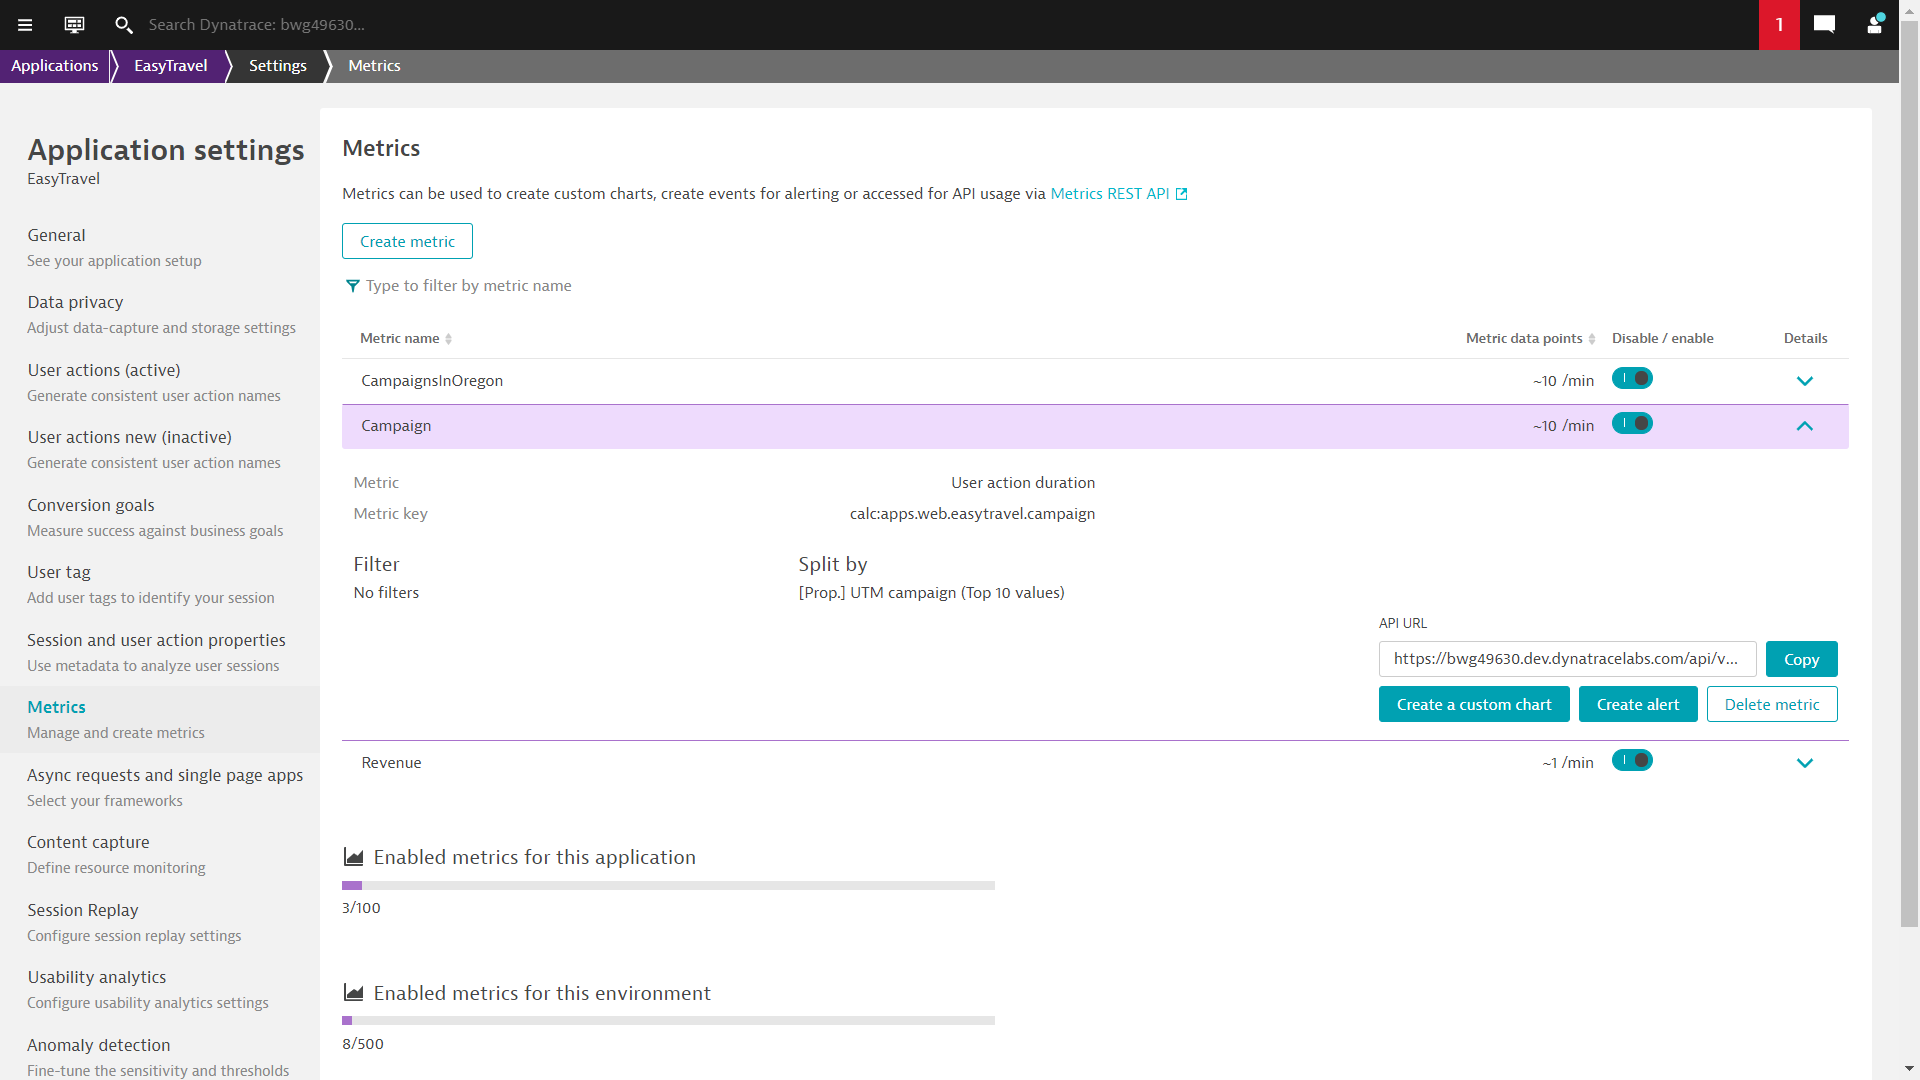 Search Dynatrace: bwg49630...
1
Applications
EasyTravel
Settings
Metrics
Application settings
EasyTravel
General
See your application setup
Data privacy
Adjust data-capture and storage settings
User actions (active)
Generate consistent user action names
User actions new (inactive)
Generate consistent user action names
Conversion goals
Measure success against business goals
User tag
Add user tags to identify your session
Session and user action properties
Use metadata to analyze user sessions
Metrics
Manage and create metrics
Async requests and single page apps
Select your frameworks
Content capture
Define resource monitoring
Session Replay
Configure session replay settings
Usability analytics
Configure usability analytics settings
Anomaly detection
Fine-tune the sensitivity and thresholds
Metrics
Metrics can be used to create custom charts, create events for alerting or accessed for API usage via Metrics REST API
Create metric
Type to filter by metric name
Metric name Metric data points Disable / enable Details
CampaignsInOregon ~10 /min
Campaign ~10 /min
Metric User action duration
Metric key calc:apps.web.easytravel.campaign
Filter Split by
No filters [Prop.] UTM campaign (Top 10 values)
API URL
https://bwg49630.dev.dynatracelabs.com/api/v... Copy
Create a custom chart Create alert Delete metric
Revenue ~1 /min
Enabled metrics for this application
3/100
Enabled metrics for this environment
8/500